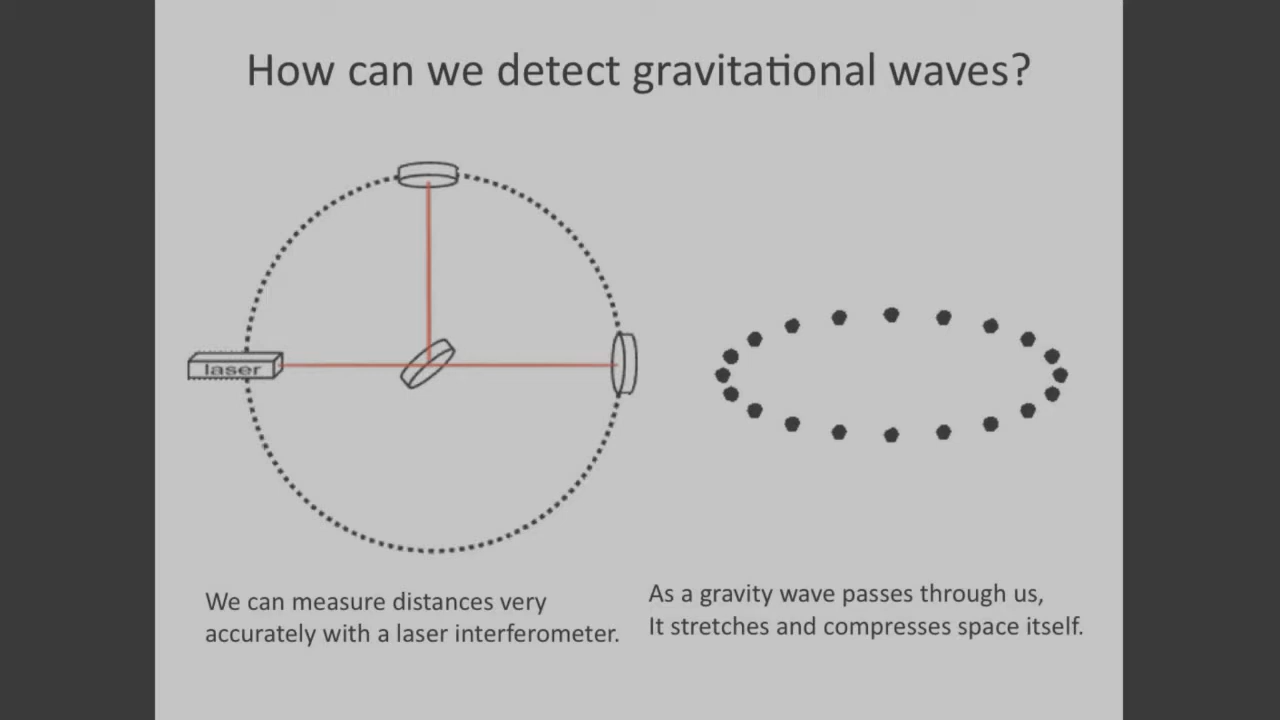 How can we detect gravitational waves?
laser
We can measure distances very
accurately with a laser interferometer.
As a gravity wave passes through us,
It stretches and compresses space itself.